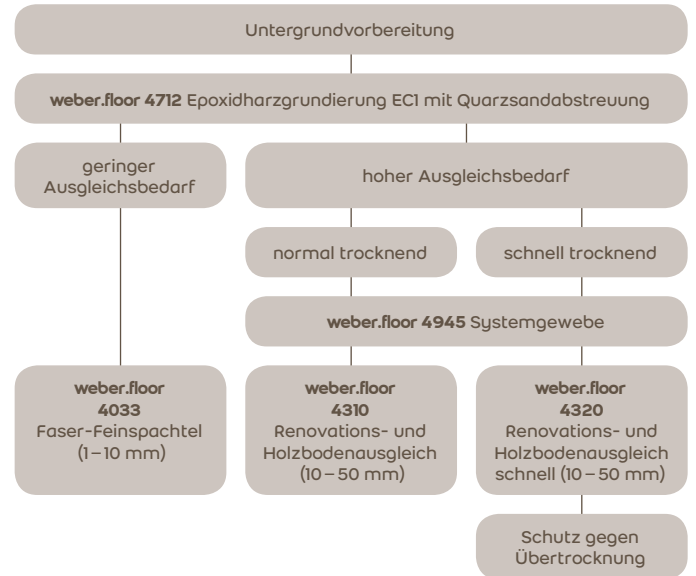 Untergrundvorbereitung
weber.floor 4712 Epoxidharzgrundierung EC1 mit Quarzsandabstreuung
geringer
Ausgleichsbedarf
hoher Ausgleichsbedarf
normal trocknend
schnell trocknend
weber.floor 4945 Systemgewebe
weber.floor
4033
Faser-Feinspachtel
(1–10 mm)
weber.floor
4310
Renovations- und
Holzbodenausgleich
(10–50 mm)
weber.floor
4320
Renovations- und
Holzbodenausgleich
schnell (10–50 mm)
Schutz gegen
Übertrocknung